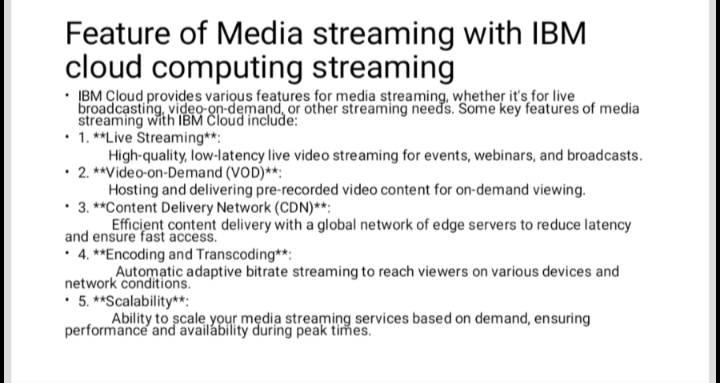 Feature of Media streaming with IBM
cloud computing streaming
• IBM Cloud provides various features for media streaming, whether it's for live
broadcasting, video-on-demand, or other streaming needs. Some key features of media
streaming with IBM Cloud include:
• 1. **Live Streaming**:
High-quality, low-latency live video streaming for events, webinars, and broadcasts.
• 2. **Video-on-Demand (VOD)**:
Hosting and delivering pre-recorded video content for on-demand viewing.
• 3. **Content Delivery Network (CDN)**:
Efficient content delivery with a global network of edge servers to reduce latency
and ensure fast access.
• 4. **Encoding and Transcoding**:
Automatic adaptive bitrate streaming to reach viewers on various devices and
network conditions.
• 5. **Scalability**:
Ability to scale your media streaming services based on demand, ensuring
performance and availability during peak times.